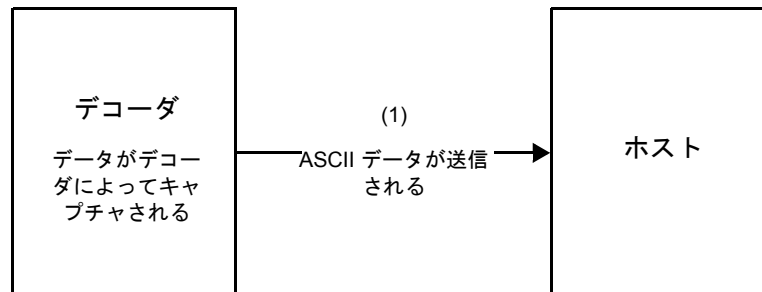 デコーダ
データがデコー
ダによってキャ
プチャされる
(1)
ASCII データが送信
される
ホスト